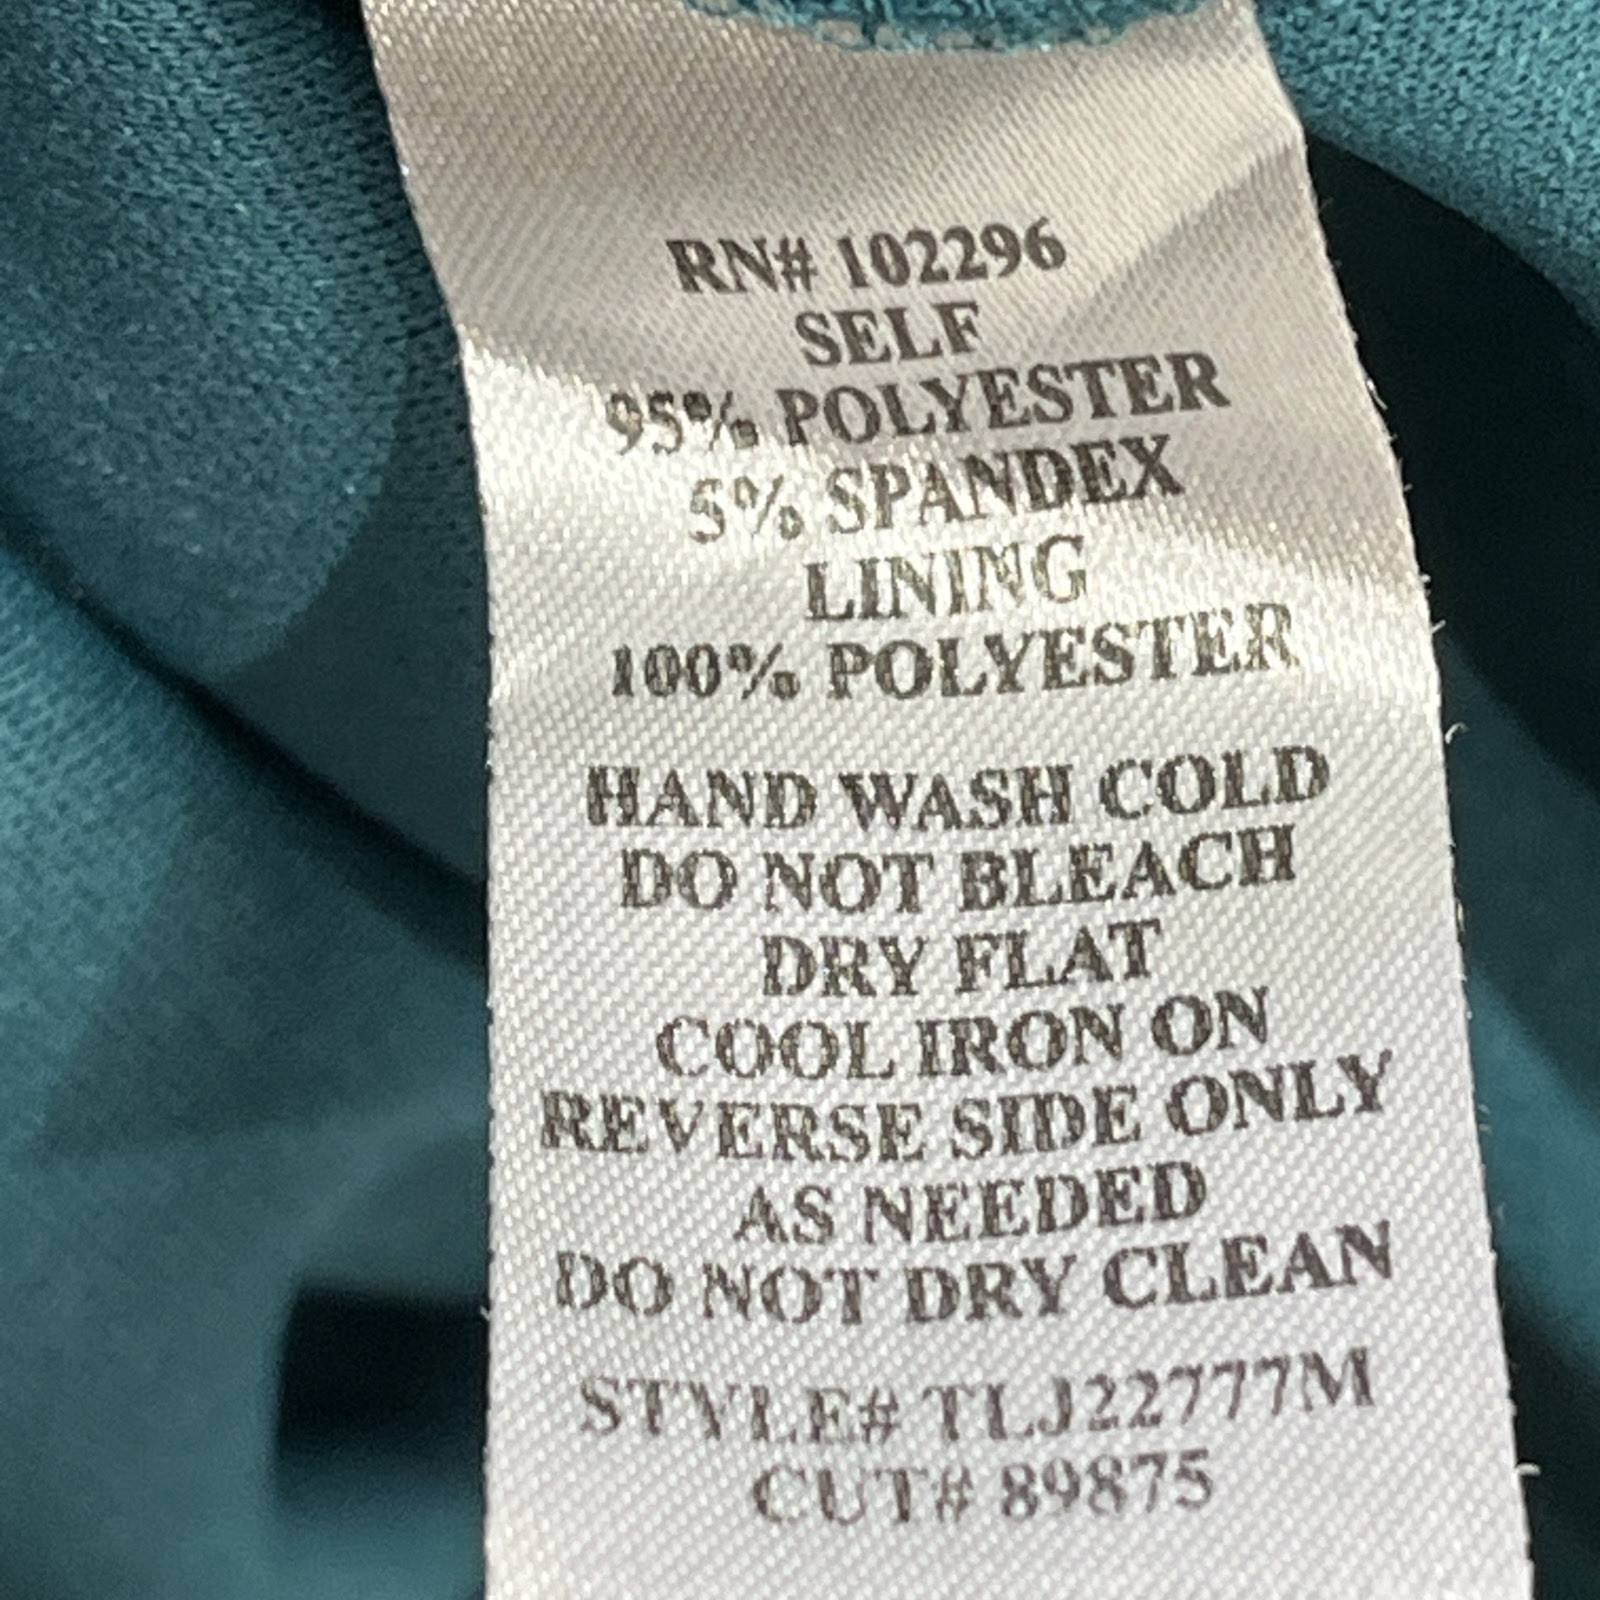 RN# 102296
SELF
95% POLYESTER
5% SPANDEX
LINING
100% POLYESTER
HAND WASH COLD
DO NOT BLEACH
DRY FLAT
COOL IRON ON
REVERSE SIDE ONLY
AS NEEDED
DO NOT DRY CLEAN
STYLE# TLJ22777M
CUT# 89875